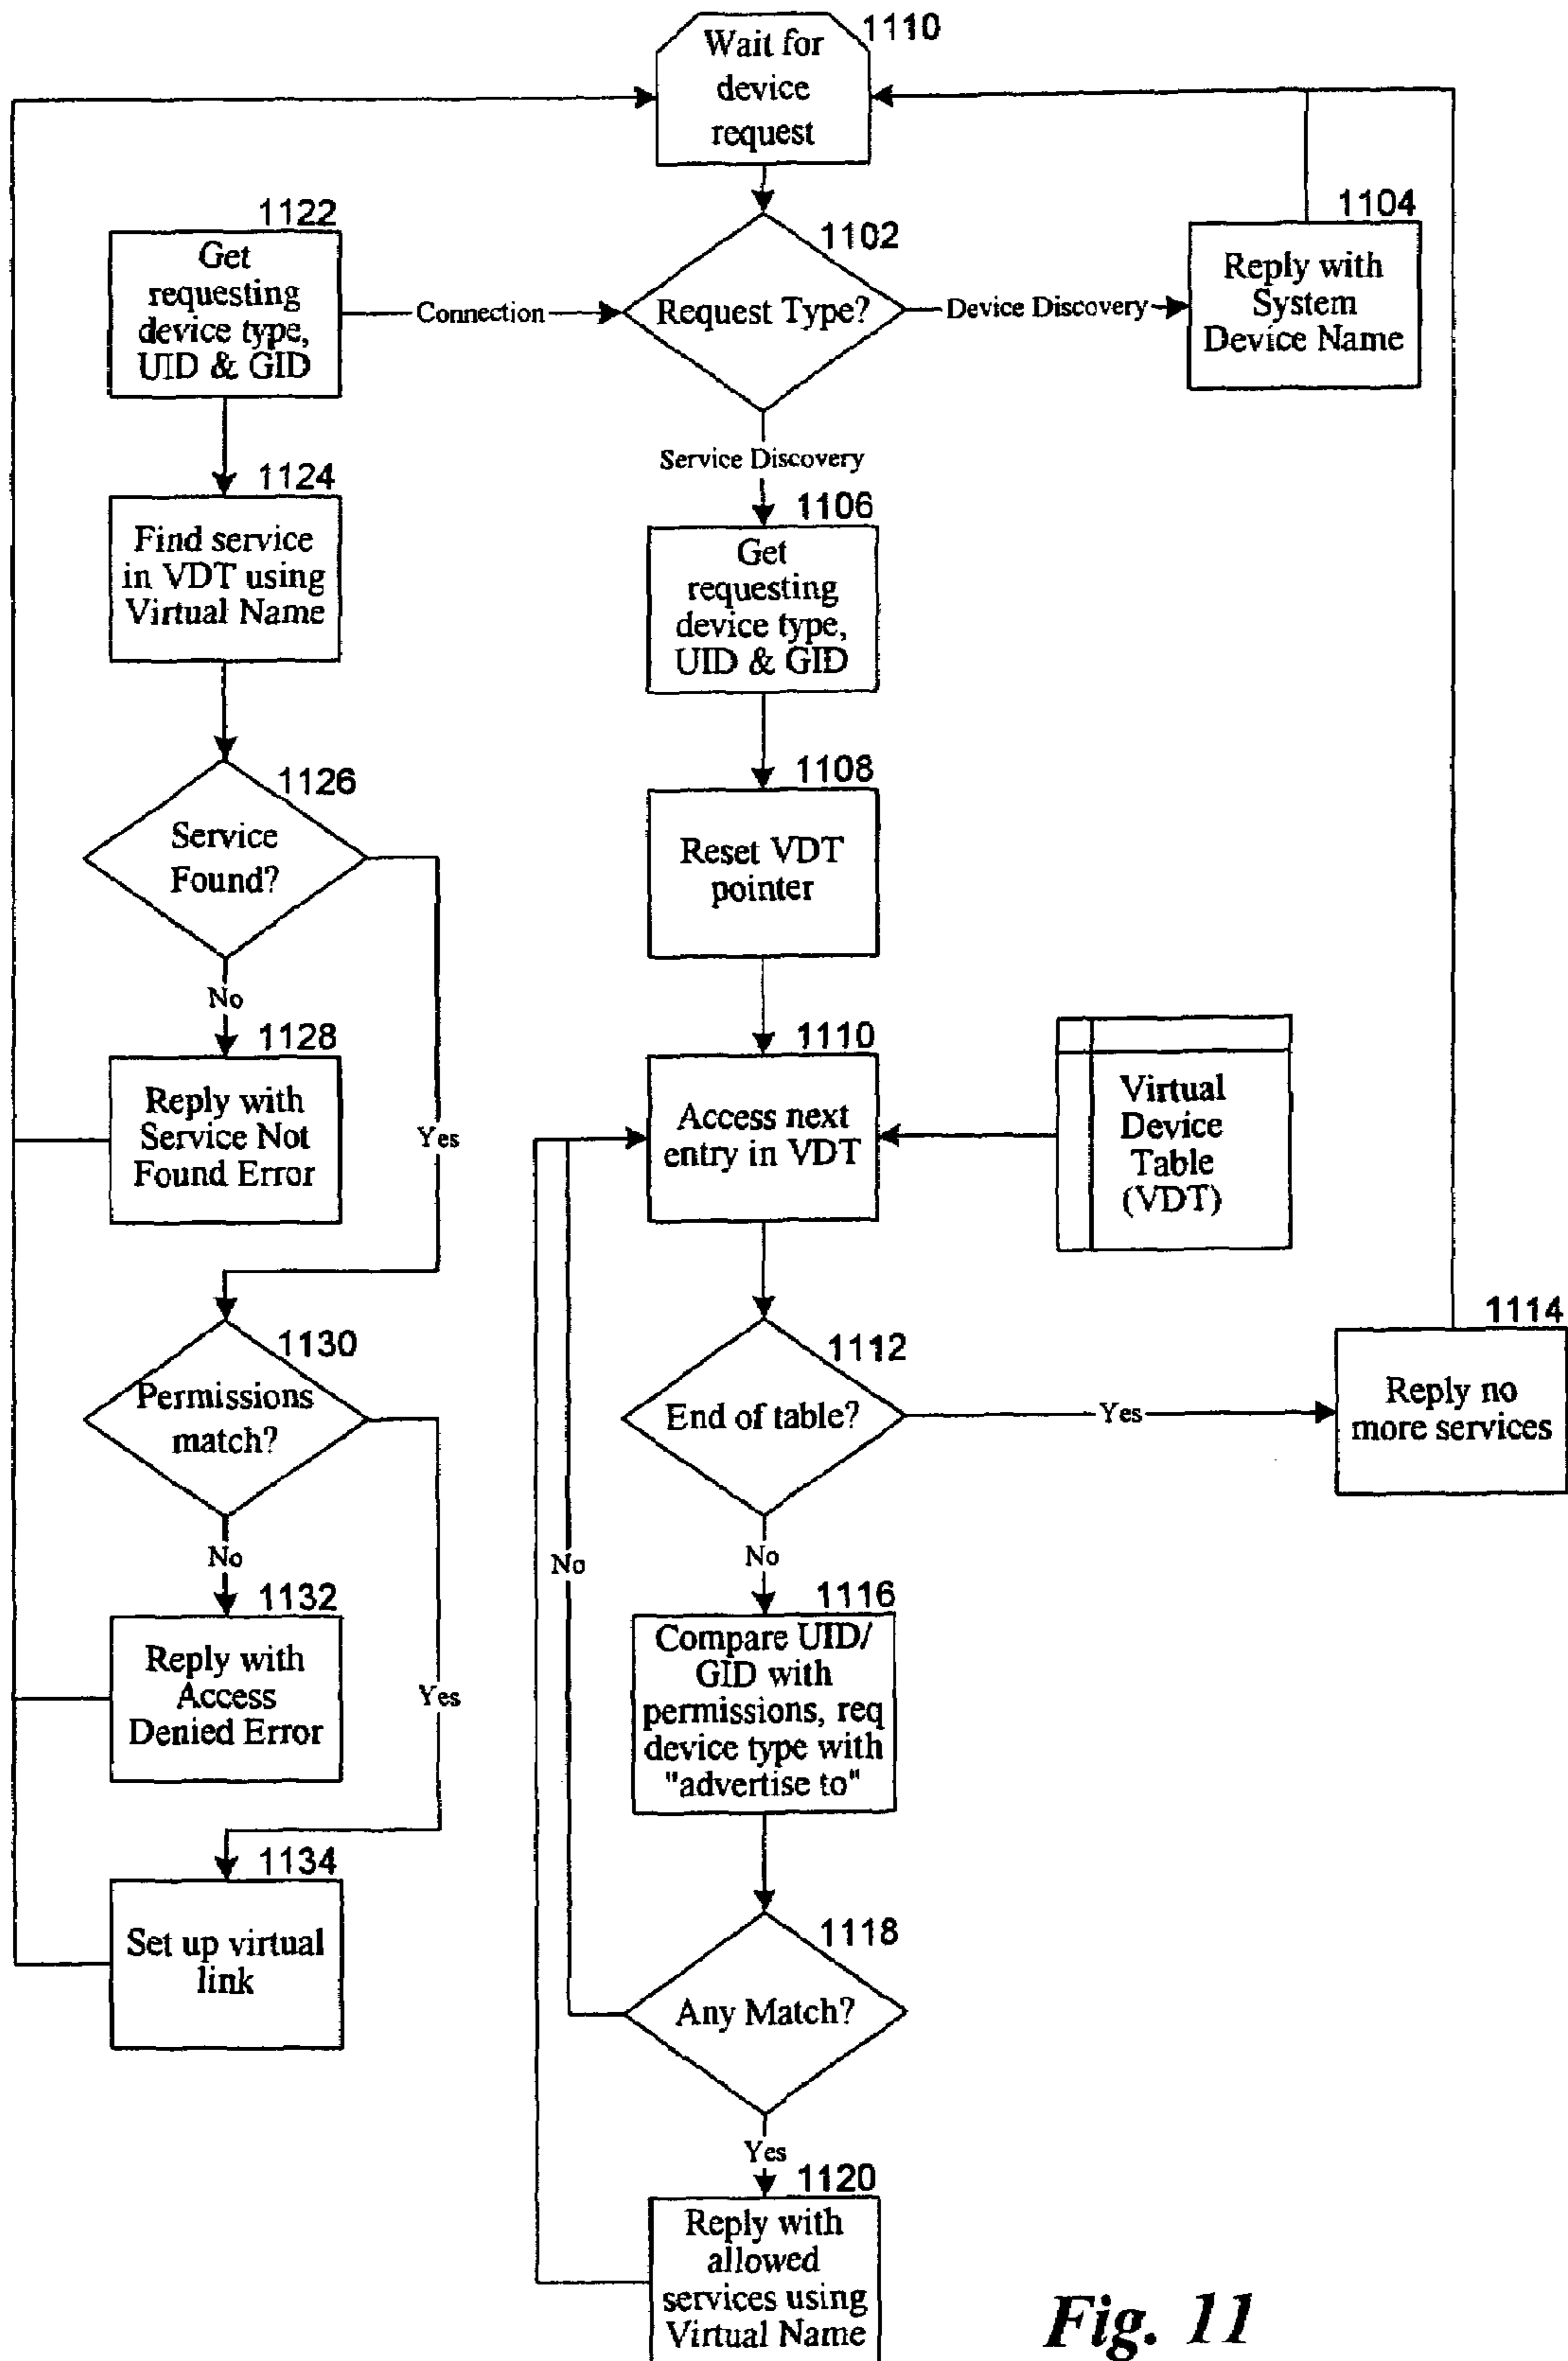 1110
Wait for
device
request
1122
Get
requesting
device type,
UID & GID
Connection
1102
Request Type?
Device Discovery
1104
Reply with
System
Device Name
1124
Find service
in VDT using
Virtual Name
Service Discovery
1106
Get
requesting
device type,
UID & GID
1126
Service
Found?
1108
Reset VDT
pointer
No
1128
Reply with
Service Not
Found Error
Yes
1110
Access next
entry in VDT
Virtual
Device
Table
(VDT)
1130
Permissions
match?
1112
End of table?
Yes
1114
Reply no
more services
No
1132
Reply with
Access
Denied Error
Yes
No
No
1116
Compare UID/
GID with
permissions, req
device type with
"advertise to"
1134
Set up virtual
link
1118
Any Match?
Yes
1120
Reply with
allowed
services using
Virtual Name
Fig. 11